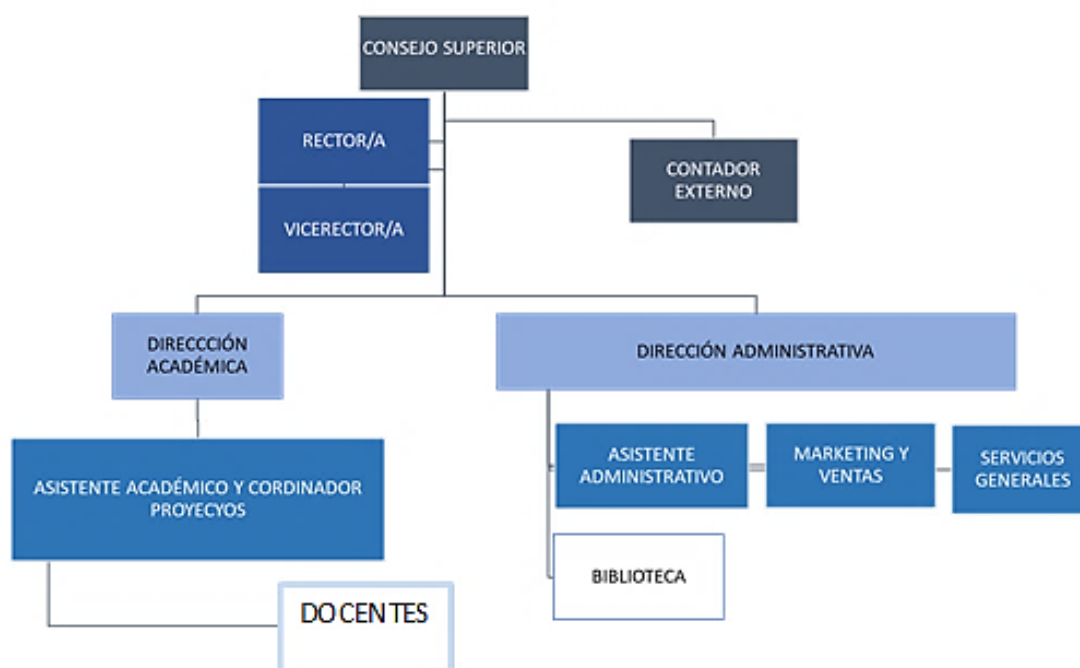 CONSEJO SUPERIOR
RECTOR/A
CONTADOR
EXTERNO
VICERECTOR/A
DIRECCCIÓN
ACADÉMICA
DIRECCIÓN ADMINISTRATIVA
ASISTENTE ACADÉMICO Y CORDINADOR
PROYECYOS
ASISTENTE
ADMINISTRATIVO
MARKETING Y
VENTAS
SERVICIOS
GENERALES
BIBLIOTECA
DOCENTES